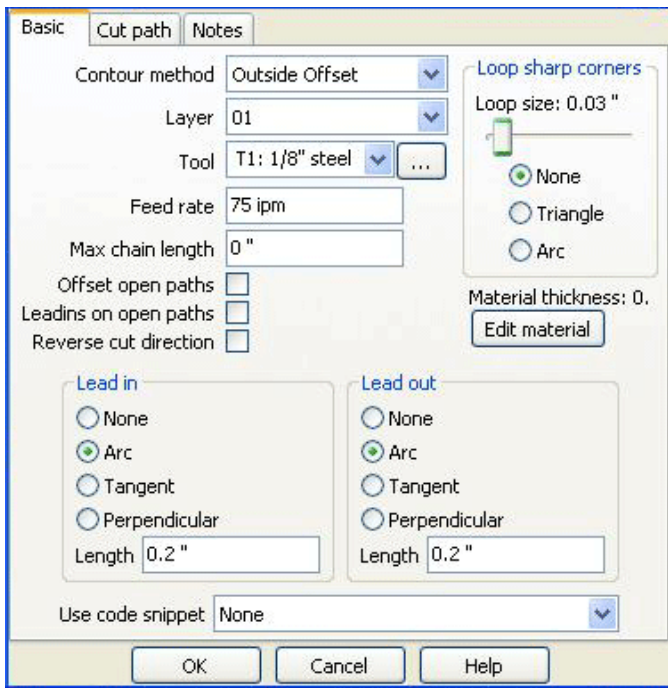 Basic Cut path Notes
Contour method Outside Offset
Layer 01
Tool T1: 1/8" steel ...
Feed rate 75 ipm
Max chain length 0 "
Offset open paths
Leadins on open paths
Reverse cut direction
Loop sharp corners
Loop size: 0.03 "
None
Triangle
Arc
Material thickness: 0.
Edit material
Lead in
None
Arc
Tangent
Perpendicular
Length 0.2 "
Lead out
None
Arc
Tangent
Perpendicular
Length 0.2 "
Use code snippet None
OK Cancel Help